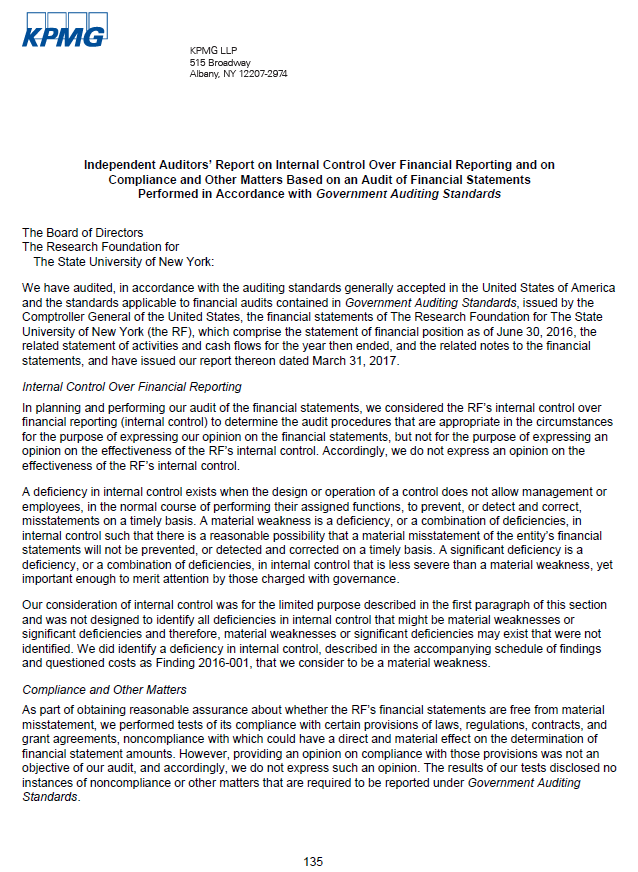 KPMG
KPMG LLP
515 Broadway
Albany, NY 12207-2974
Independent Auditors' Report on Internal Control Over Financial Reporting and on
Compliance and Other Matters Based on an Audit of Financial Statements
Performed in Accordance with Government Auditing Standards
The Board of Directors
The Research Foundation for
The State University of New York:
We have audited, in accordance with the auditing standards generally accepted in the United States of America
and the standards applicable to financial audits contained in Government Auditing Standards, issued by the
Comptroller General of the United States, the financial statements of The Research Foundation for The State
University of New York (the RF), which comprise the statement of financial position as of June 30, 2016, the
related statement of activities and cash flows for the year then ended, and the related notes to the financial
statements, and have issued our report thereon dated March 31, 2017.
Internal Control Over Financial Reporting
In planning and performing our audit of the financial statements, we considered the RF's internal control over
financial reporting (internal control) to determine the audit procedures that are appropriate in the circumstances
for the purpose of expressing our opinion on the financial statements, but not for the purpose of expressing an
opinion on the effectiveness of the RF's internal control. Accordingly, we do not express an opinion on the
effectiveness of the RF's internal control.
A deficiency in internal control exists when the design or operation of a control does not allow management or
employees, in the normal course of performing their assigned functions, to prevent, or detect and correct,
misstatements on a timely basis. A material weakness is a deficiency, or a combination of deficiencies, in
internal control such that there is a reasonable possibility that a material misstatement of the entity's financial
statements will not be prevented, or detected and corrected on a timely basis. A significant deficiency is a
deficiency, or a combination of deficiencies, in internal control that is less severe than a material weakness, yet
important enough to merit attention by those charged with governance.
Our consideration of internal control was for the limited purpose described in the first paragraph of this section
and was not designed to identify all deficiencies in internal control that might be material weaknesses or
significant deficiencies and therefore, material weaknesses or significant deficiencies may exist that were not
identified. We did identify a deficiency in internal control, described in the accompanying schedule of findings
and questioned costs as Finding 2016-001, that we consider to be a material weakness.
Compliance and Other Matters
As part of obtaining reasonable assurance about whether the RF's financial statements are free from material
misstatement, we performed tests of its compliance with certain provisions of laws, regulations, contracts, and
grant agreements, noncompliance with which could have a direct and material effect on the determination of
financial statement amounts. However, providing an opinion on compliance with those provisions was not an
objective of our audit, and accordingly, we do not express such an opinion. The results of our tests disclosed no
instances of noncompliance or other matters that are required to be reported under Government Auditing
Standards.
135